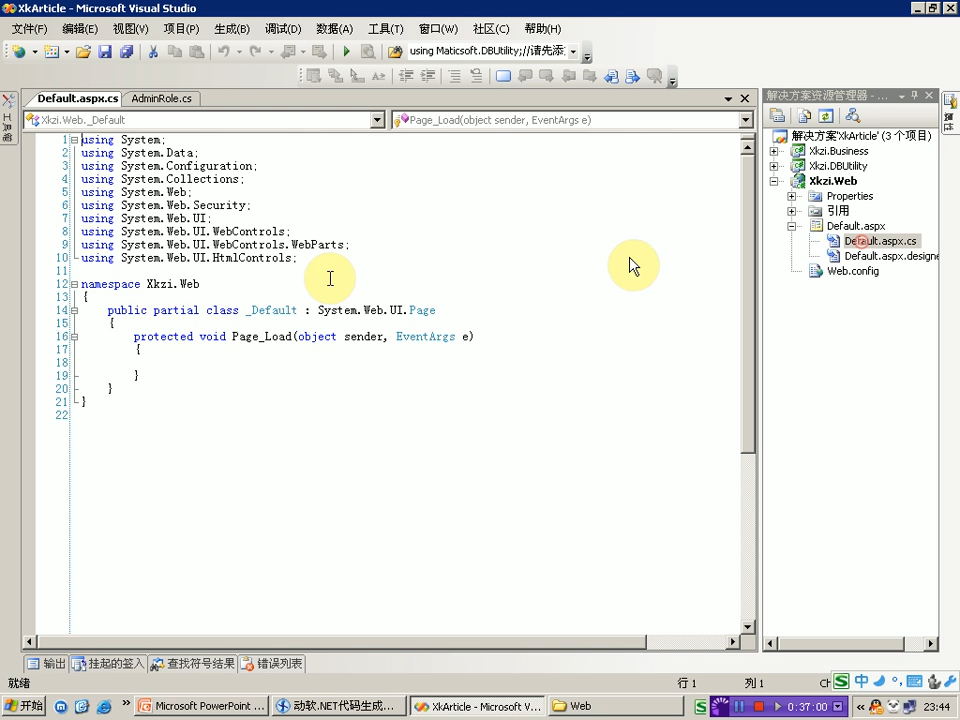 XkArticle - Microsoft Visual Studio
文件(F) 编辑(E) 视图(V) 项目(P) 生成(B) 调试(D) 数据(A) 工具(T) 窗口(W) 社区(C) 帮助(H)
using Maticsoft.DBUtility;//请先添
Default.aspx.cs AdminRole.cs
Xkzi.Web._Default Page_Load(object sender, EventArgs e)
1 using System;
2 using System.Data;
3 using System.Configuration;
4 using System.Collections;
5 using System.Web;
6 using System.Web.Security;
7 using System.Web.UI;
8 using System.Web.UI.WebControls;
9 using System.Web.UI.WebControls.WebParts;
10 using System.Web.UI.HtmlControls;
11
12 namespace Xkzi.Web
13 {
14 public partial class _Default : System.Web.UI.Page
15 {
16 protected void Page_Load(object sender, EventArgs e)
17 {
18
19 }
20 }
21 }
22
解决方案资源管理器 - ...
解决方案'XkArticle' (3 个项目)
Xkzi.Business
Xkzi.DBUtility
Xkzi.Web
Properties
引用
Default.aspx
Default.aspx.cs
Default.aspx.designe
Web.config
工具箱
属性
输出 挂起的签入 查找符号结果 错误列表
就绪 行 1 列 1 Ch
中
开始 » Microsoft PowerPoint ... 动软.NET代码生成... XkArticle - Microsoft V... Web 0:37:00 « 23:44